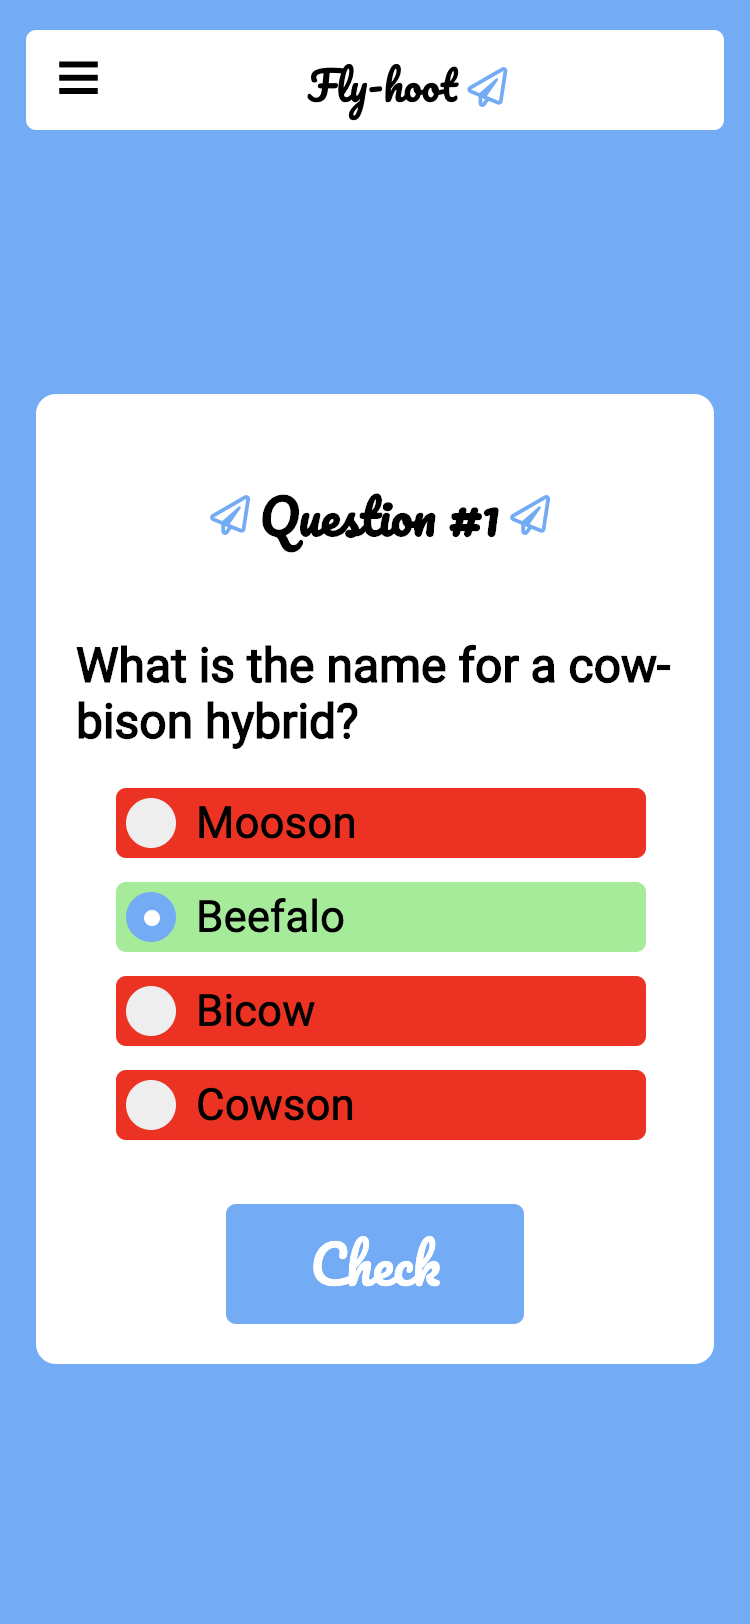 Fly-hoot
Question #1
What is the name for a cow-
bison hybrid?
Mooson
Beefalo
Bicow
Cowson
Check